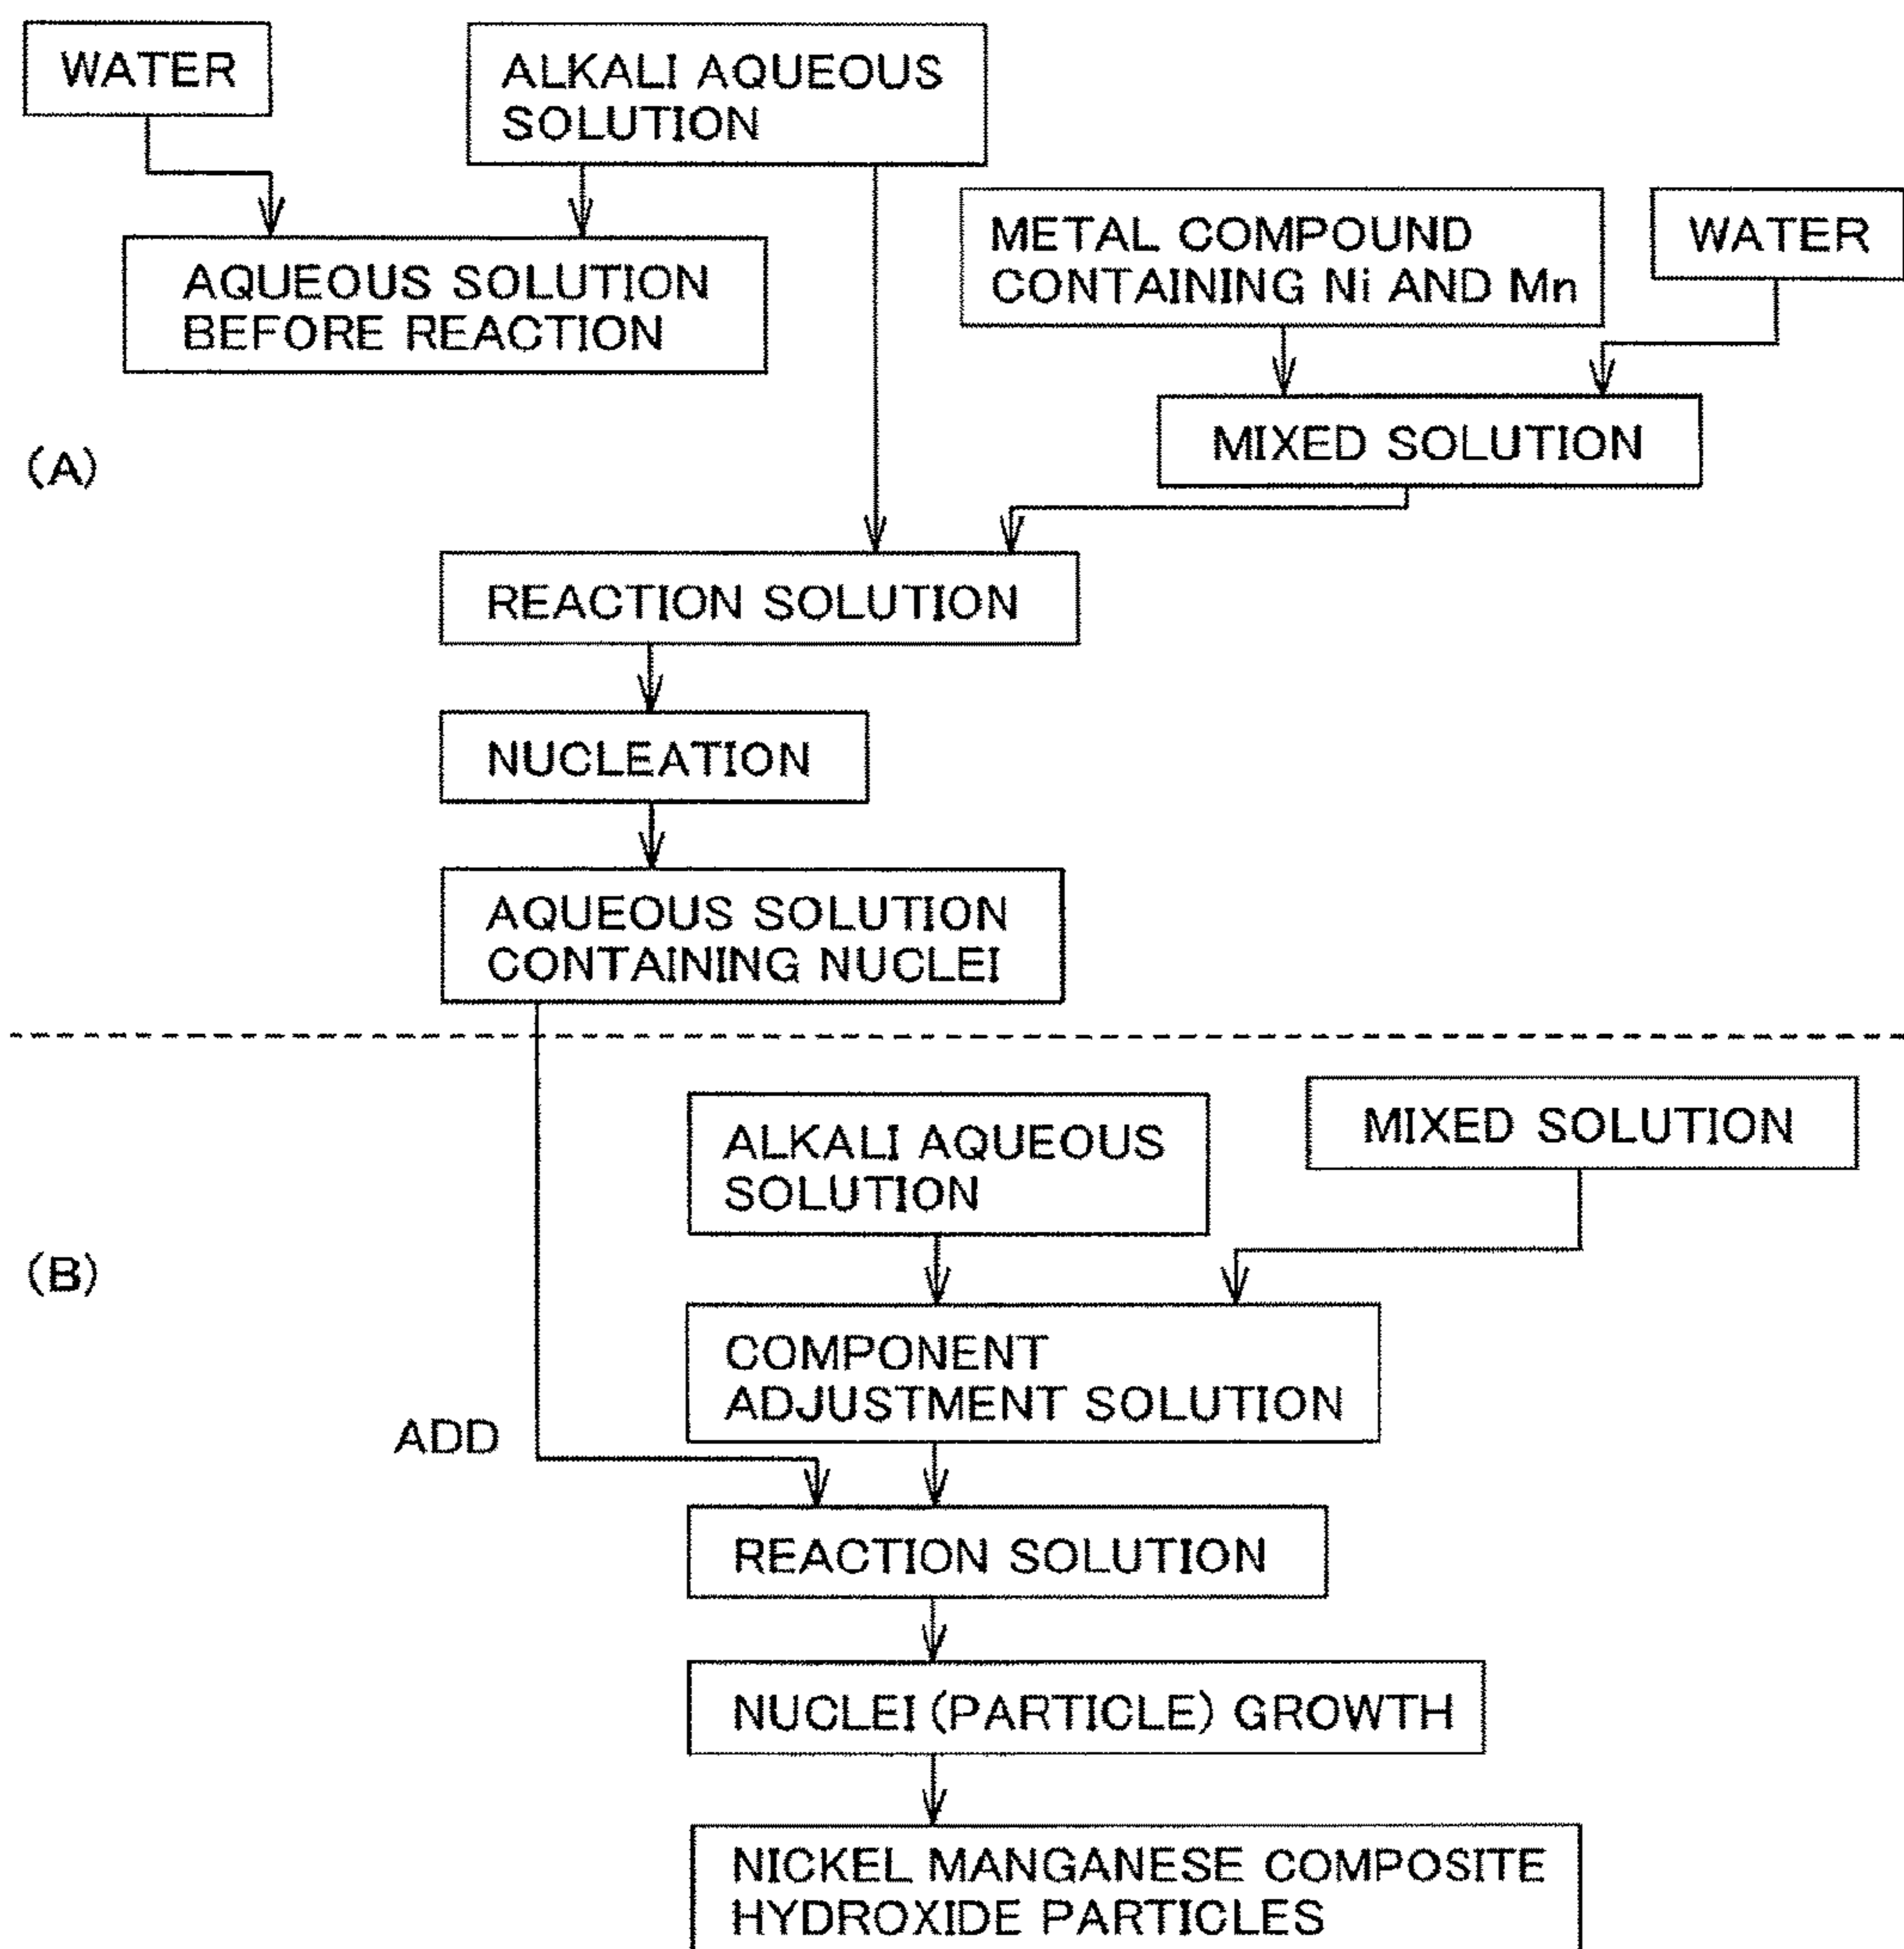 WATER
ALKALI AQUEOUS
SOLUTION
METAL COMPOUND
CONTAINING Ni AND Mn
WATER
AQUEOUS SOLUTION
BEFORE REACTION
MIXED SOLUTION
(A)
REACTION SOLUTION
NUCLEATION
AQUEOUS SOLUTION
CONTAINING NUCLEI
ALKALI AQUEOUS
SOLUTION
MIXED SOLUTION
(B)
COMPONENT
ADJUSTMENT SOLUTION
ADD
REACTION SOLUTION
NUCLEI (PARTICLE) GROWTH
NICKEL MANGANESE COMPOSITE
HYDROXIDE PARTICLES